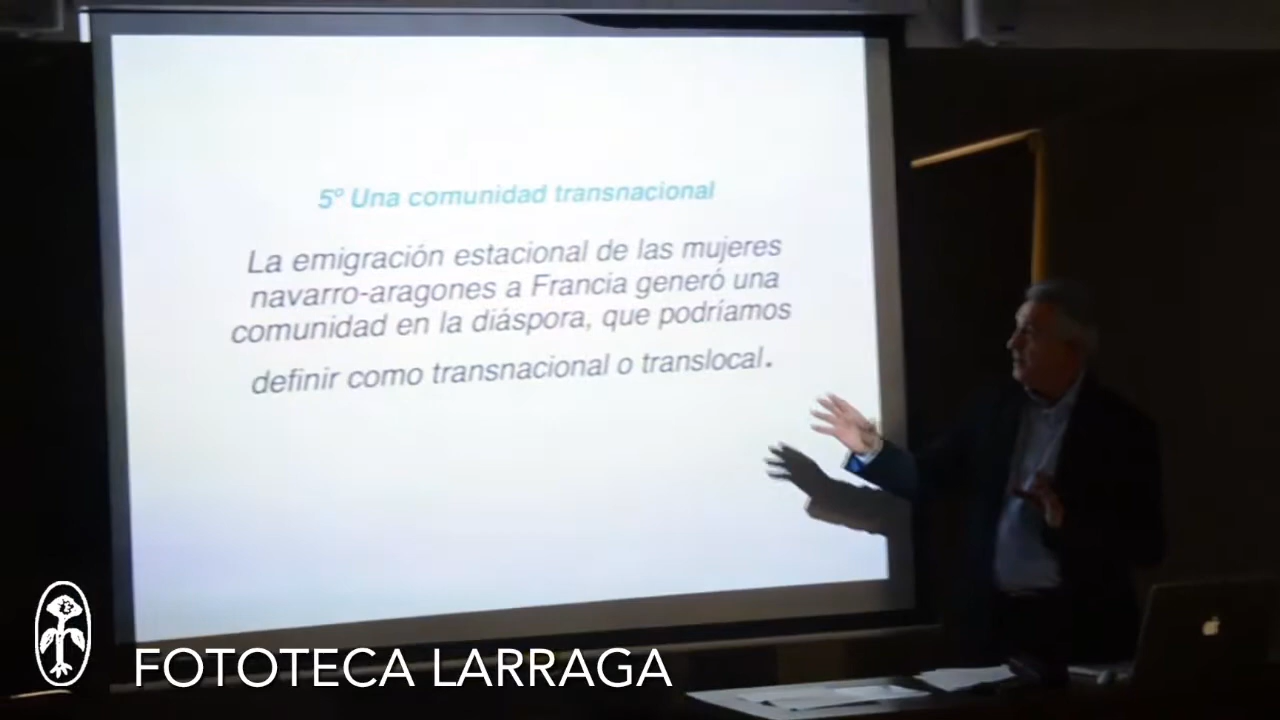 5º Una comunidad transnacional
La emigración estacional de las mujeres
navarro-aragones a Francia generó una
comunidad en la diáspora, que podríamos
definir como transnacional o translocal.
FOTOTECA LARRAGA